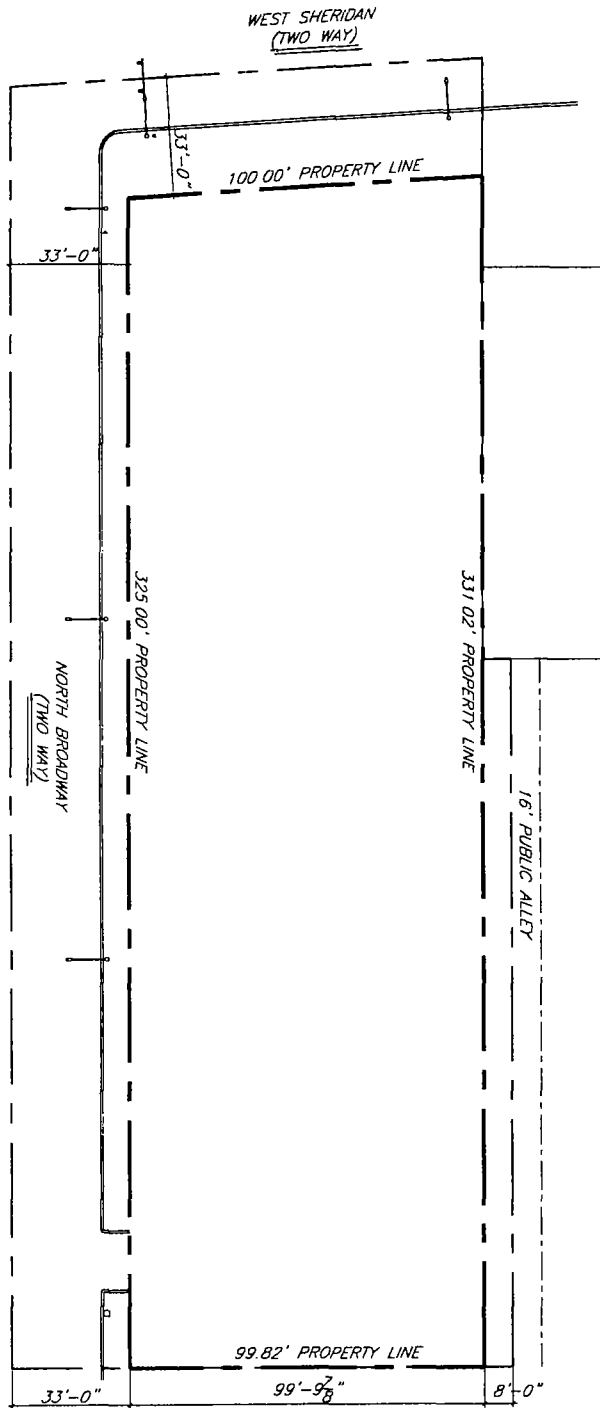 WEST SHERIDAN
(TWO WAY)
33'-0"
100 00' PROPERTY LINE
33'-0"
325 00' PROPERTY LINE
331 02' PROPERTY LINE
NORTH BROADWAY
(TWO WAY)
16' PUBLIC ALLEY
99.82' PROPERTY LINE
33'-0"
99'-9 7/8"
8'-0"